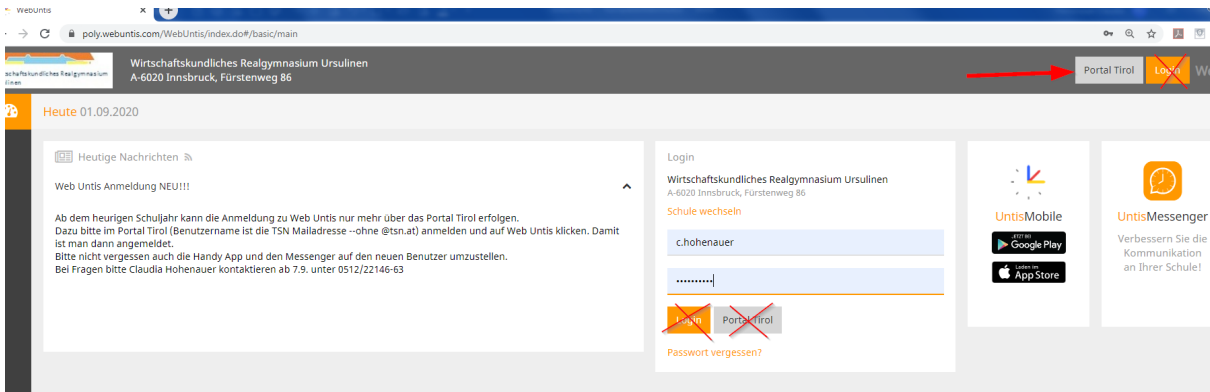 WebUntis
poly.webuntis.com/WebUntis/index.do#/basic/main
Wirtschaftskundliches Realgymnasium Ursulinen
A-6020 Innsbruck, Fürstenweg 86
Portal Tirol
Login
Heute 01.09.2020
Heutige Nachrichten
Web Untis Anmeldung NEU!!!
Ab dem heurigen Schuljahr kann die Anmeldung zu Web Untis nur mehr über das Portal Tirol erfolgen.
Dazu bitte im Portal Tirol (Benutzername ist die TSN Mailadresse --ohne @tsn.at) anmelden und auf Web Untis klicken. Damit
ist man dann angemeldet.
Bitte nicht vergessen auch die Handy App und den Messenger auf den neuen Benutzer umzustellen.
Bei Fragen bitte Claudia Hohenauer kontaktieren ab 7.9. unter 0512/22146-63
Login
Wirtschaftskundliches Realgymnasium Ursulinen
A-6020 Innsbruck, Fürstenweg 86
Schule wechseln
c.hohenauer
Login
Portal Tirol
Passwort vergessen?
UntisMobile
JETZT BEI
Google Play
Laden im
App Store
UntisMessenger
Verbessern Sie die
Kommunikation
an Ihrer Schule!